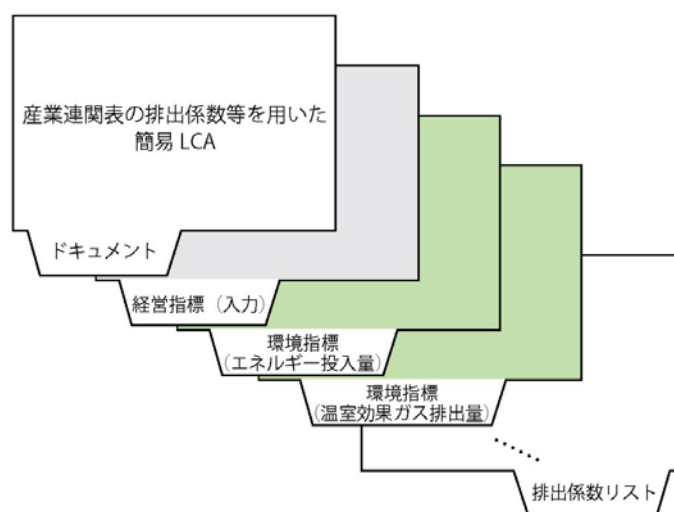 産業連関表の排出係数等を用いた
簡易 LCA
ドキュメント
経営指標（入力）
環境指標
（エネルギー投入量）
環境指標
（温室効果ガス排出量）
排出係数リスト